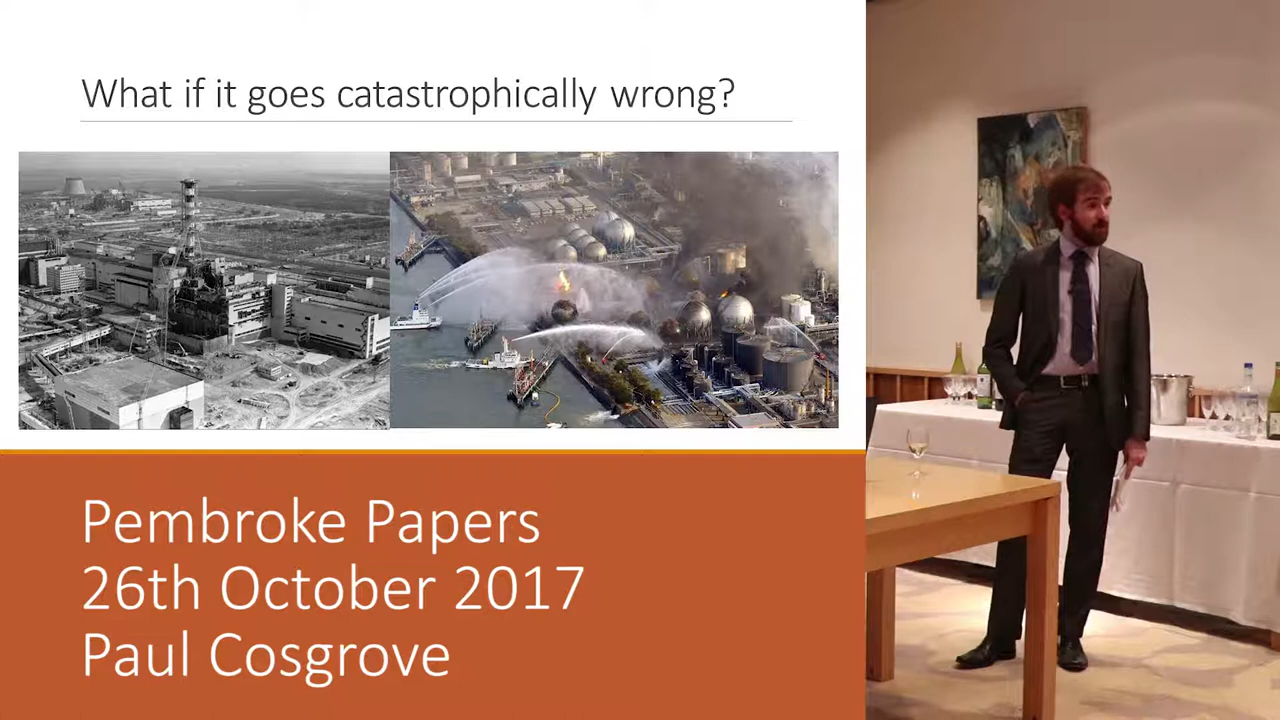 What if it goes catastrophically wrong?
Pembroke Papers
26th October 2017
Paul Cosgrove